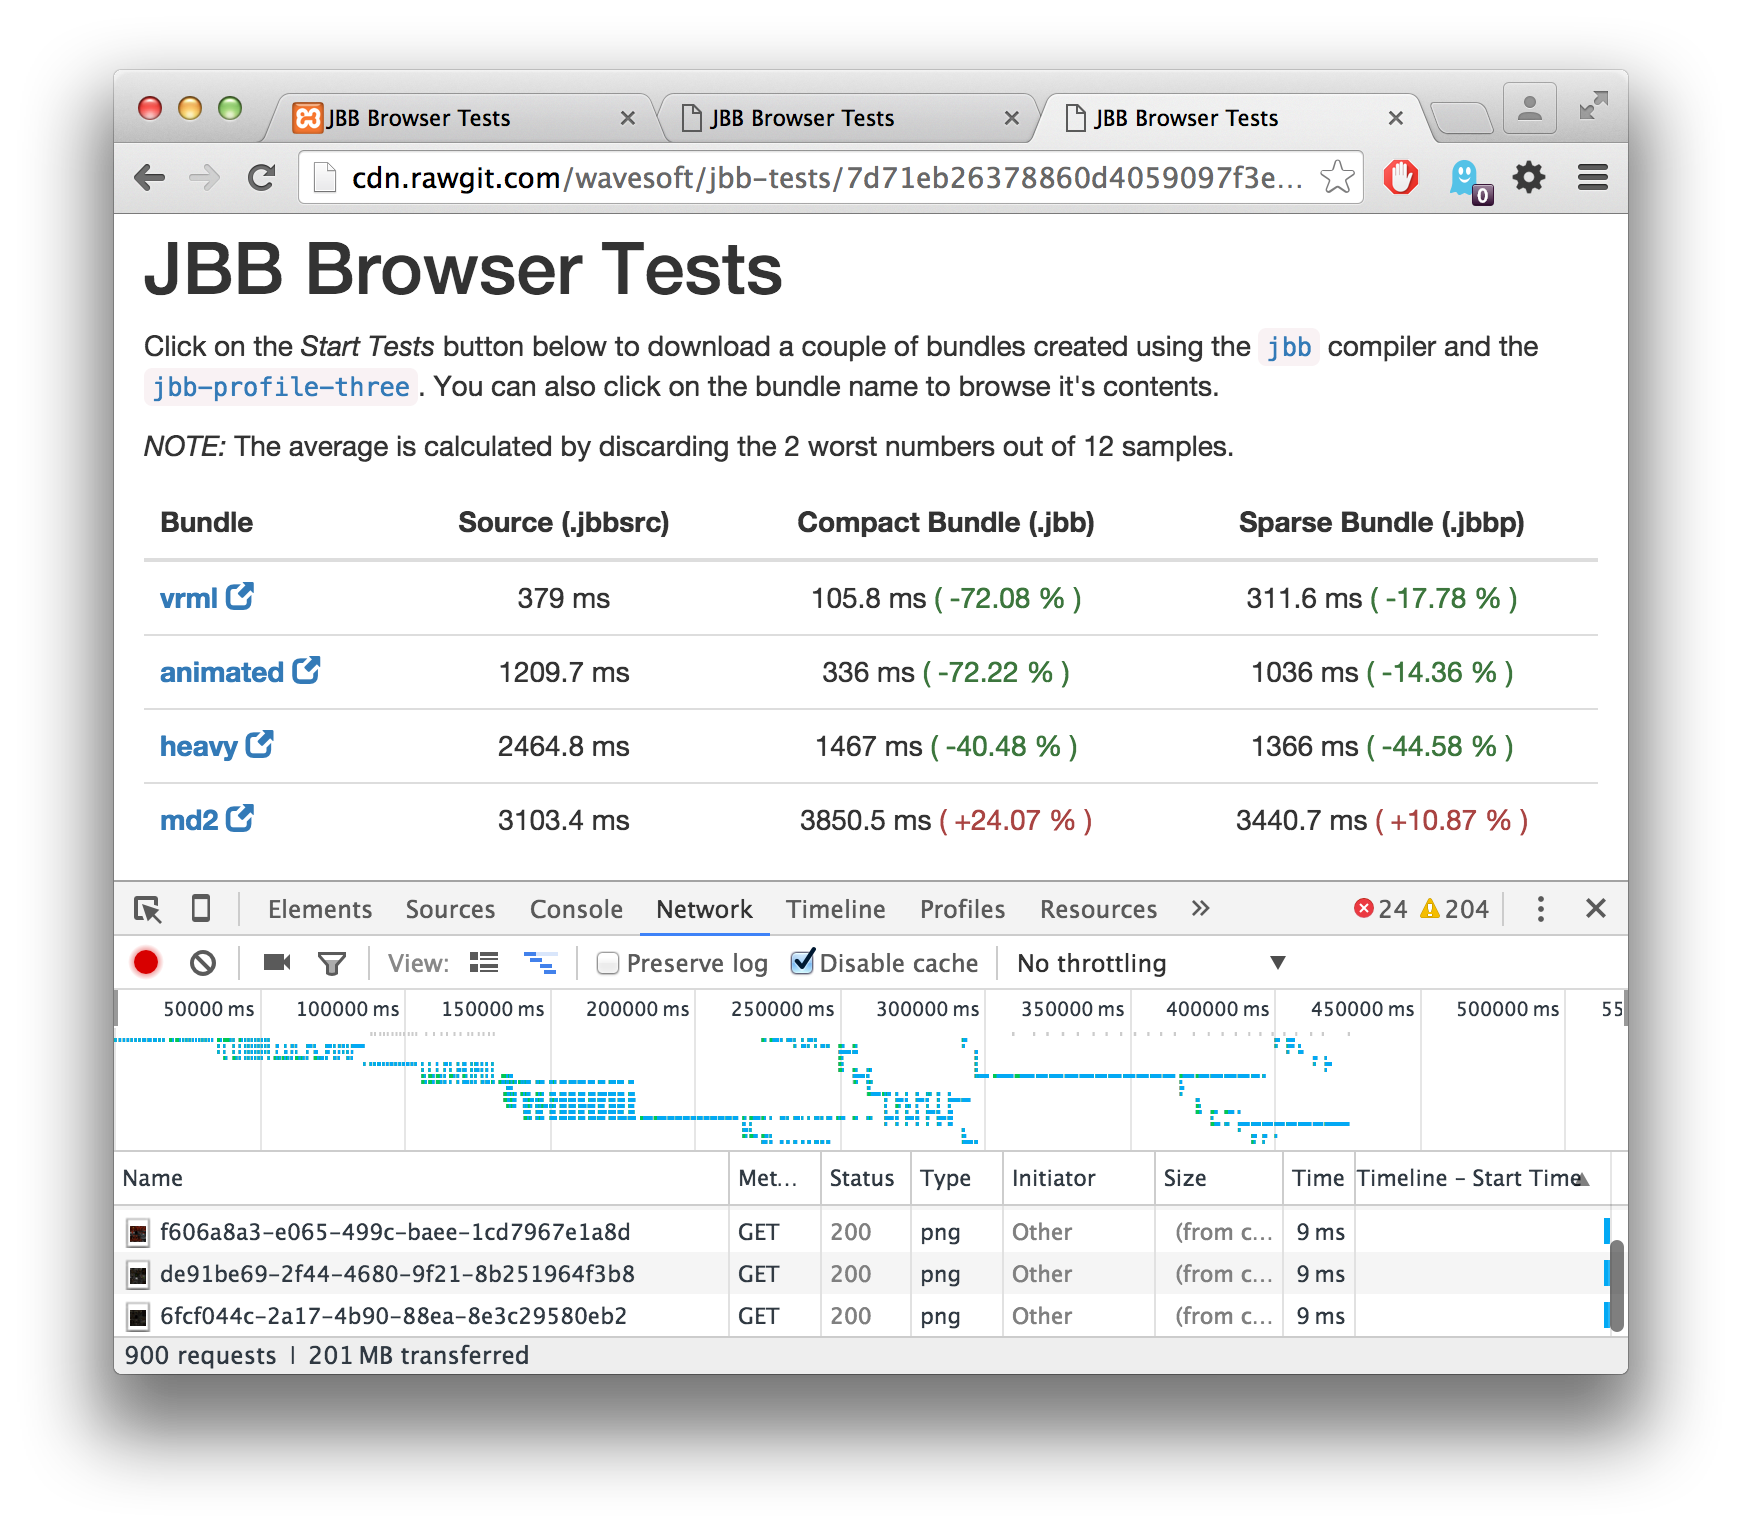 JBB Browser Tests
JBB Browser Tests
JBB Browser Tests
cdn.rawgit.com/wavesoft/jbb-tests/7d71eb26378860d4059097f3e...
0
JBB Browser Tests
Click on the Start Tests button below to download a couple of bundles created using the jbb compiler and the
jbb-profile-three. You can also click on the bundle name to browse it's contents.
NOTE: The average is calculated by discarding the 2 worst numbers out of 12 samples.
Bundle Source (.jbbsrc) Compact Bundle (.jbb) Sparse Bundle (.jbbp)
vrml 379 ms 105.8 ms ( -72.08 % ) 311.6 ms ( -17.78 % )
animated 1209.7 ms 336 ms ( -72.22 % ) 1036 ms ( -14.36 % )
heavy 2464.8 ms 1467 ms ( -40.48 % ) 1366 ms ( -44.58 % )
md2 3103.4 ms 3850.5 ms ( +24.07 % ) 3440.7 ms ( +10.87 % )
Elements Sources Console Network Timeline Profiles Resources » 24 204
View: Preserve log Disable cache No throttling
50000 ms 100000 ms 150000 ms 200000 ms 250000 ms 300000 ms 350000 ms 400000 ms 450000 ms 500000 ms 55
Name Met... Status Type Initiator Size Time Timeline – Start Time
f606a8a3-e065-499c-baee-1cd7967e1a8d GET 200 png Other (from c... 9 ms
de91be69-2f44-4680-9f21-8b251964f3b8 GET 200 png Other (from c... 9 ms
6fcf044c-2a17-4b90-88ea-8e3c29580eb2 GET 200 png Other (from c... 9 ms
900 requests | 201 MB transferred